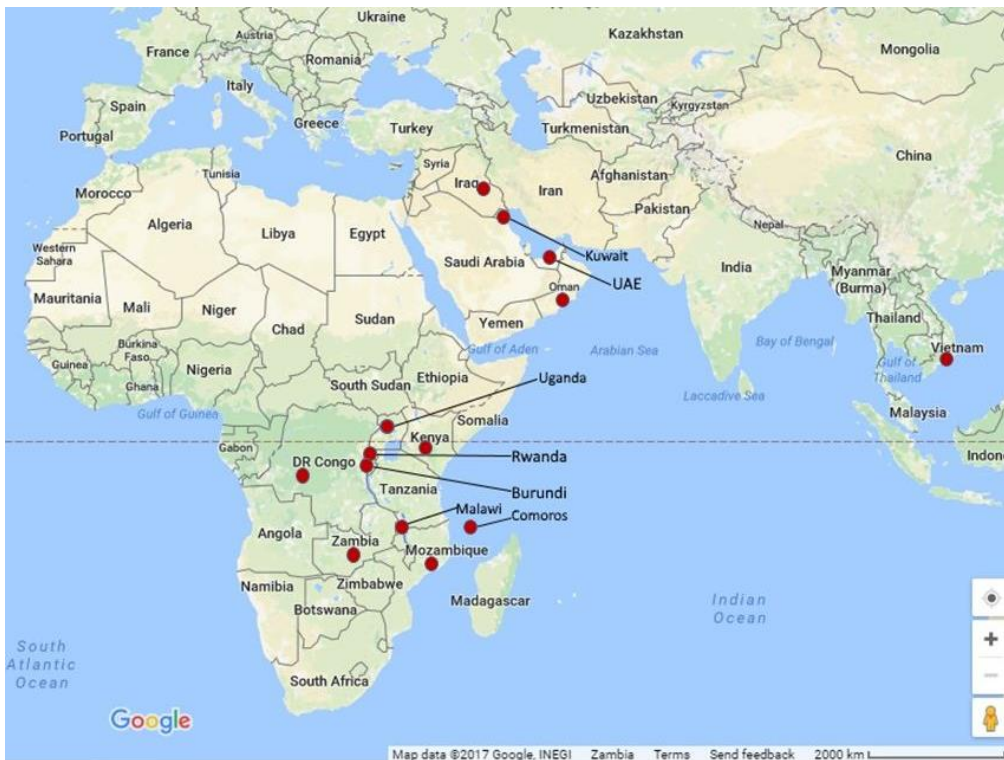 Ukraine
Kazakhstan
Austria
France
Mongolia
Romania
Italy
Uzbekistan
Kyrgyzstan
Spain
Greece
Turkey
Turkmenistan
Portugal
Syria
China
Tunisia
Iraq
Iran
Afghanistan
Morocco
Pakistan
Algeria
Libya
Egypt
Nepal
Western
Sahara
Kuwait
Saudi Arabia
India
UAE
Myanmar
(Burma)
Oman
Mauritania
Mali
Niger
Sudan
Thailand
Chad
Yemen
Vietnam
Gulf of Aden
Arabian Sea
Bay of Bengal
Burkina
Faso
Gulf of
Thailand
Guinea
Nigeria
Ethiopia
Uganda
Ghana
South Sudan
Laccadive Sea
Gulf of Guinea
Somalia
Malaysia
Kenya
Gabon
Rwanda
Indon
DR Congo
Tanzania
Burundi
Malawi
Comoros
Angola
Zambia
Mozambique
Namibia
Zimbabwe
Madagascar
Indian
Ocean
Botswana
South
Atlantic
Ocean
South Africa
Google
Map data ©2017 Google, INEGI Zambia Terms Send feedback 2000 km